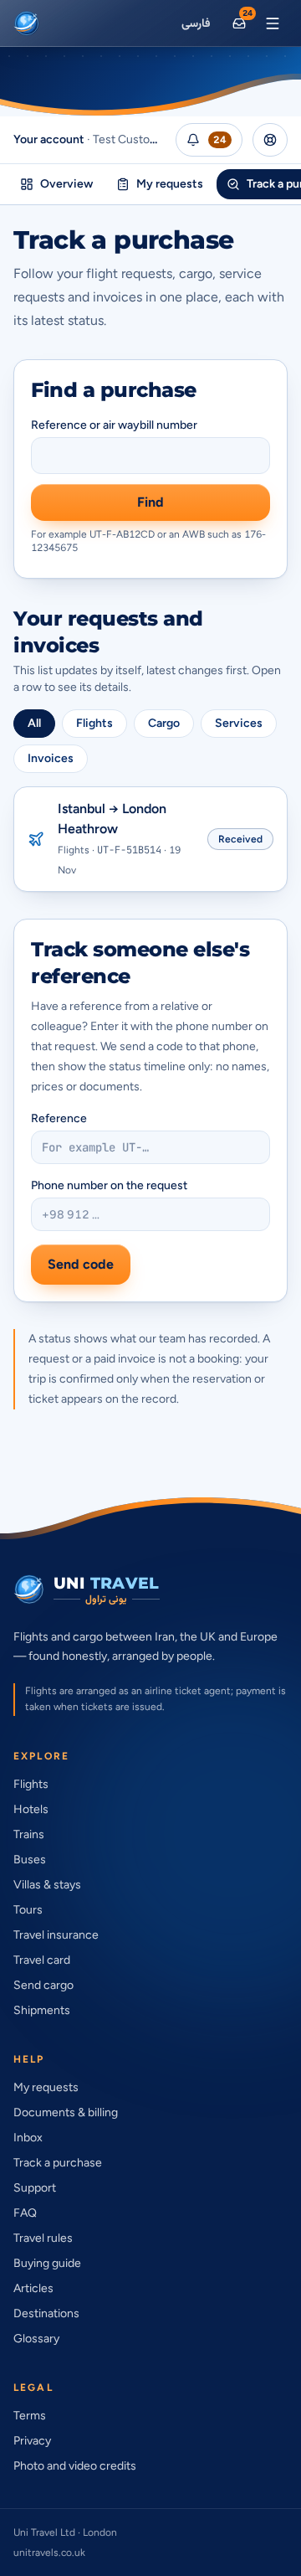 فارسی
24
Your account · Test Custo...
24
Overview
My requests
Track a pu
Track a purchase
Follow your flight requests, cargo, service
requests and invoices in one place, each with
its latest status.
Find a purchase
Reference or air waybill number
Find
For example UT-F-AB12CD or an AWB such as 176-
12345675
Your requests and
invoices
This list updates by itself, latest changes first. Open
a row to see its details.
All
Flights
Cargo
Services
Invoices
Istanbul → London
Heathrow
Flights · UT-F-51B514 · 19
Nov
Received
Track someone else's
reference
Have a reference from a relative or
colleague? Enter it with the phone number on
that request. We send a code to that phone,
then show the status timeline only: no names,
prices or documents.
Reference
For example UT-…
Phone number on the request
+98 912 …
Send code
A status shows what our team has recorded. A
request or a paid invoice is not a booking: your
trip is confirmed only when the reservation or
ticket appears on the record.
UNI TRAVEL
یونی تراول
Flights and cargo between Iran, the UK and Europe
— found honestly, arranged by people.
Flights are arranged as an airline ticket agent; payment is
taken when tickets are issued.
EXPLORE
Flights
Hotels
Trains
Buses
Villas & stays
Tours
Travel insurance
Travel card
Send cargo
Shipments
HELP
My requests
Documents & billing
Inbox
Track a purchase
Support
FAQ
Travel rules
Buying guide
Articles
Destinations
Glossary
LEGAL
Terms
Privacy
Photo and video credits
Uni Travel Ltd · London
unitravels.co.uk